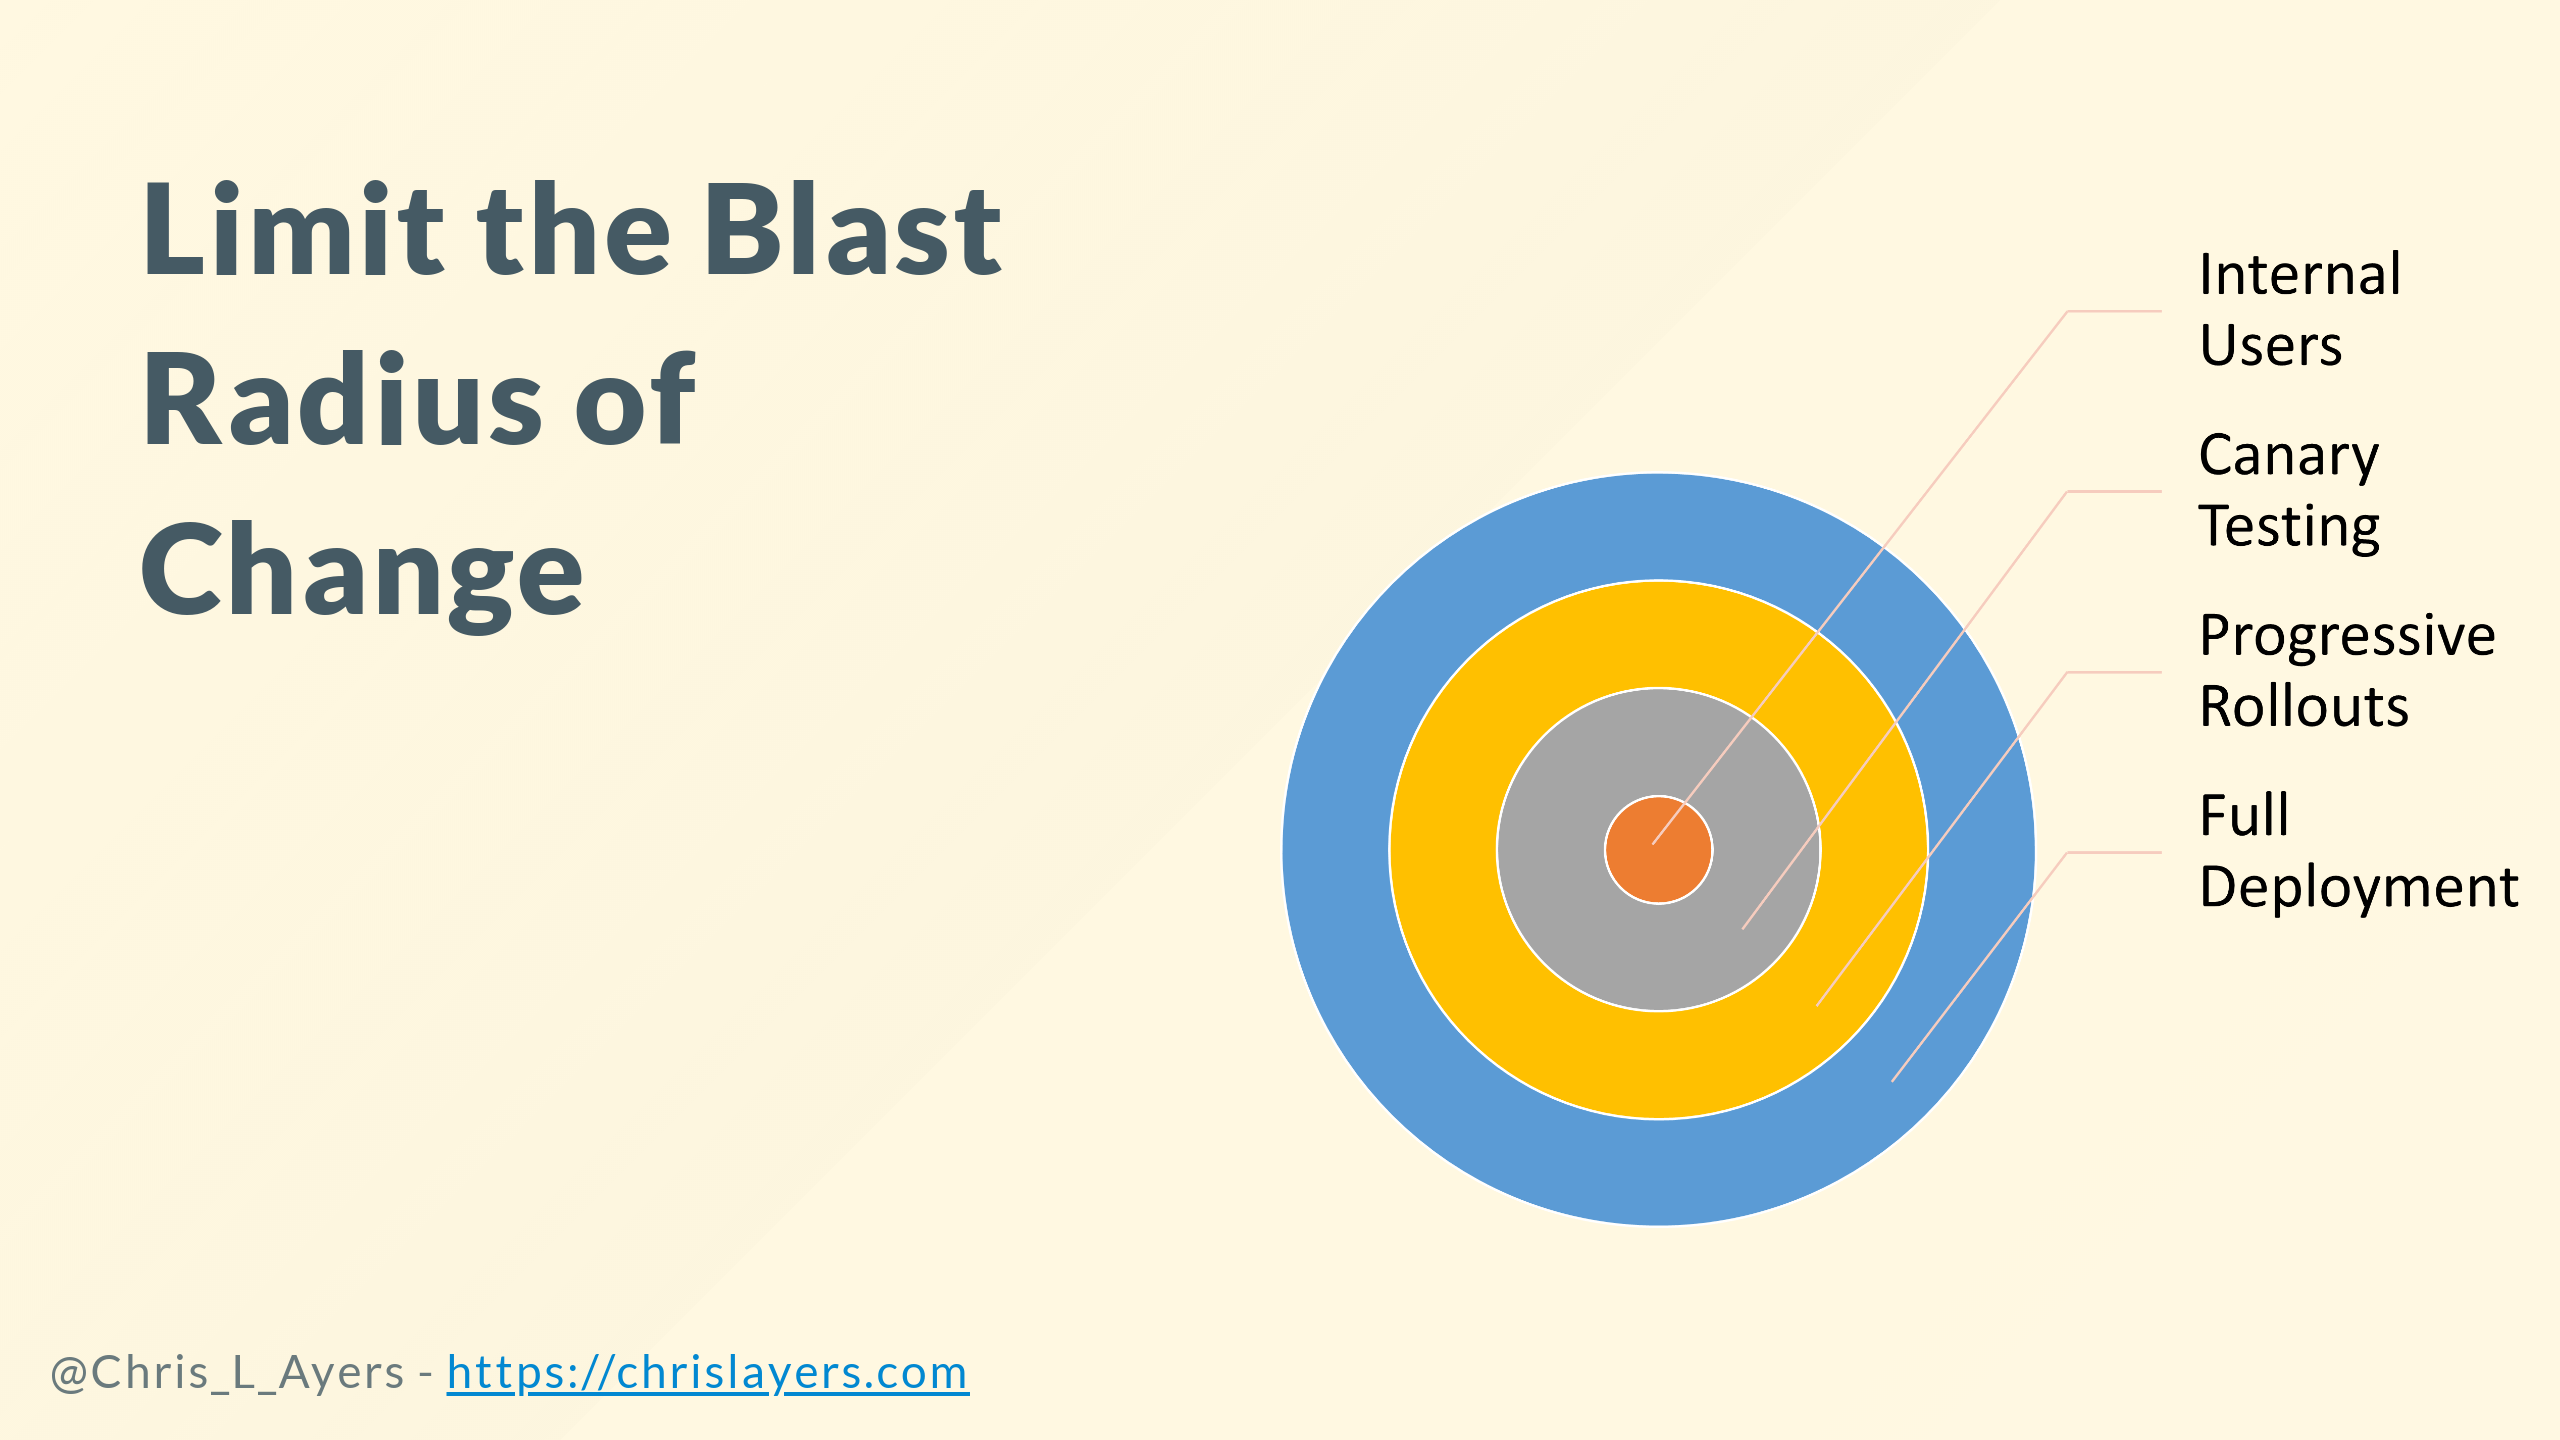 Limit the Blast
Radius of
Change
Internal
Users
Canary
Testing
Progressive
Rollouts
Full
Deployment
@Chris_L_Ayers - https://chrislayers.com